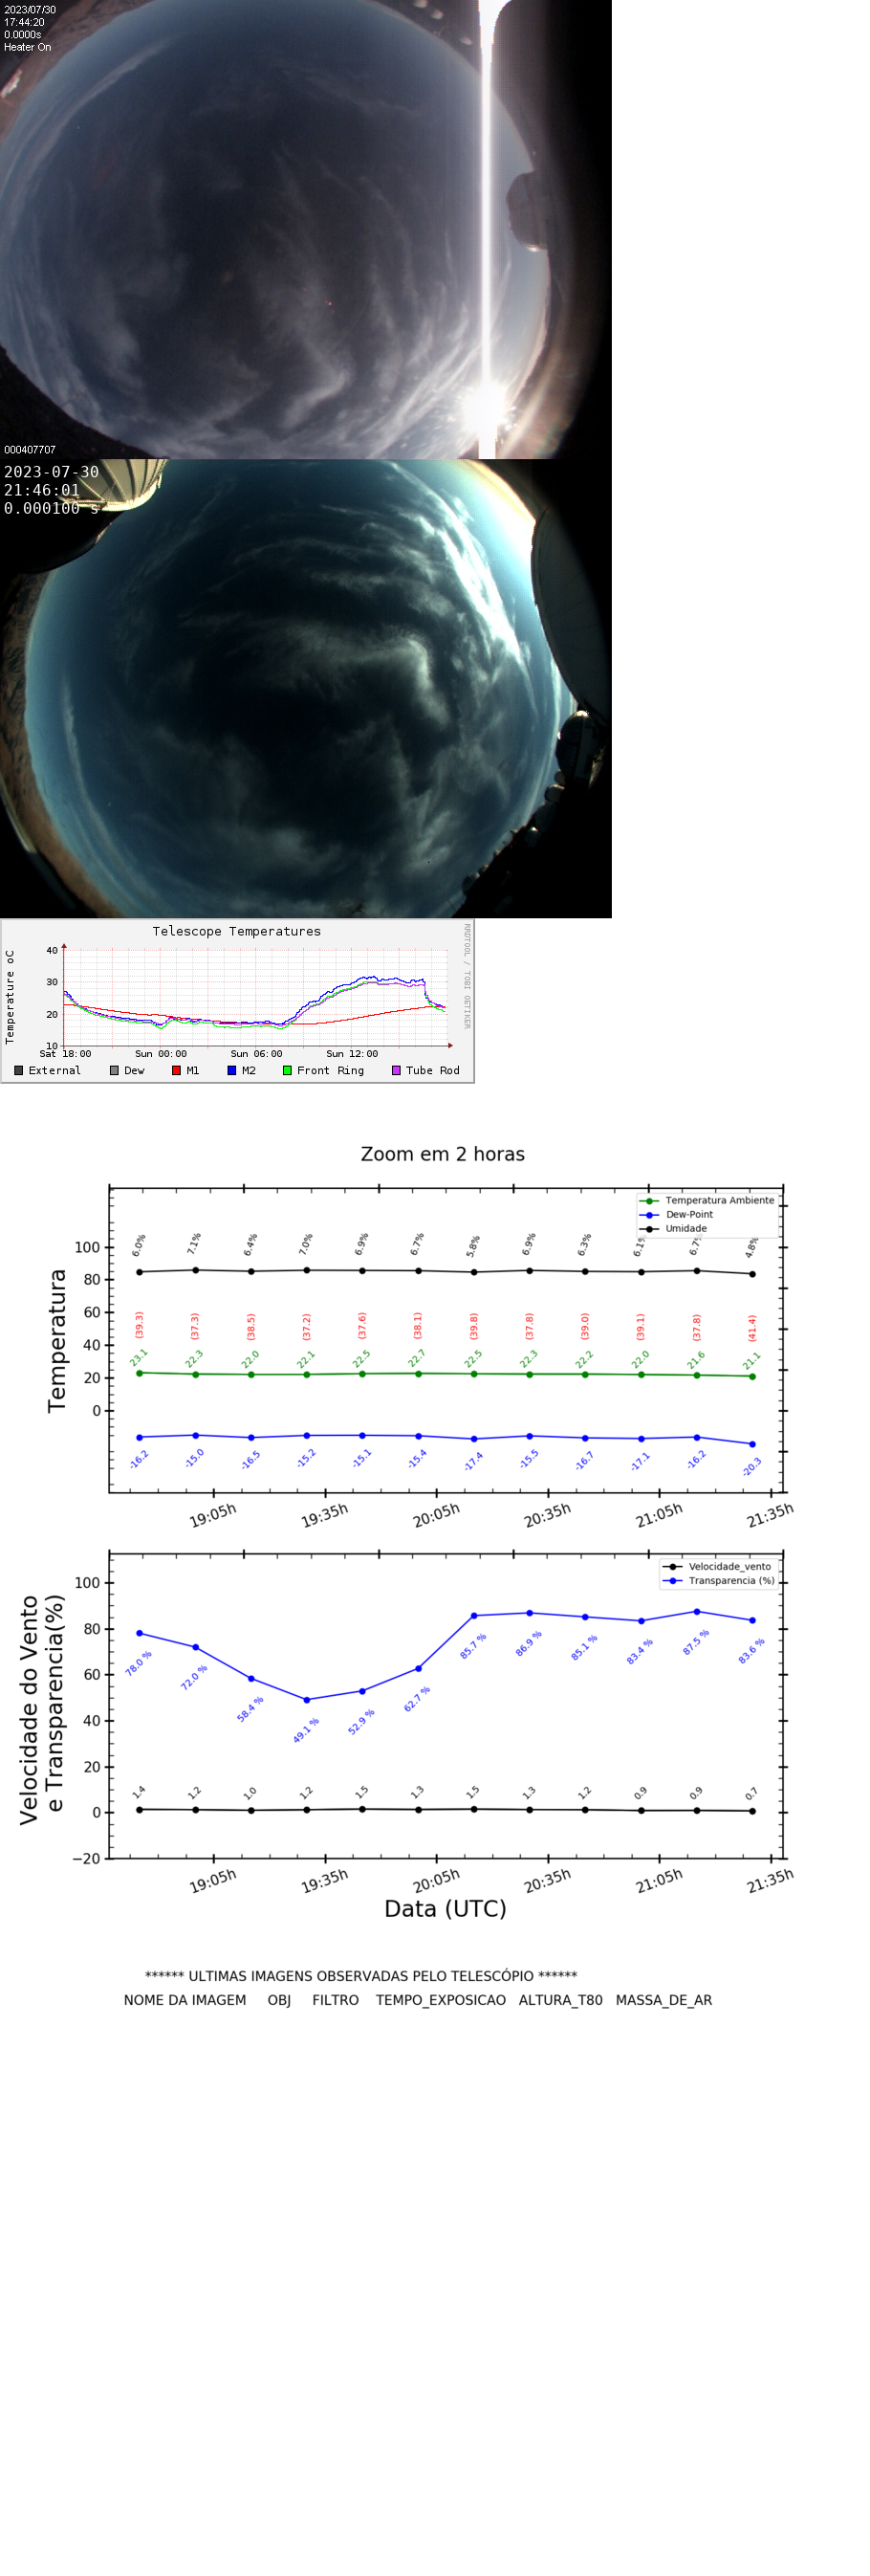 2023/07/30
17:44:20
0.0000s
Heater On
000407707
2023-07-30
21:46:01
0.000100 s
Telescope Temperatures
RRDTOOL / TOBI OETIKER
Temperature oC
40
30
20
10
Sat 18:00 Sun 00:00 Sun 06:00 Sun 12:00
External Dew M1 M2 Front Ring Tube Rod
Zoom em 2 horas
Temperatura Ambiente
Dew-Point
Umidade
6.0% 7.1% 6.4% 7.0% 6.9% 6.7% 5.8% 6.9% 6.3% 6.1% 6.7% 4.8%
Temperatura
100
80
60
40
20
0
(39.3) (37.3) (38.5) (37.2) (37.6) (38.1) (39.8) (37.8) (39.0) (39.1) (37.8) (41.4)
23.1 22.3 22.0 22.1 22.5 22.7 22.5 22.3 22.2 22.0 21.6 21.1
-16.2 -15.0 -16.5 -15.2 -15.1 -15.4 -17.4 -15.5 -16.7 -17.1 -16.2 -20.3
19:05h 19:35h 20:05h 20:35h 21:05h 21:35h
Velocidade_vento
Transparencia (%)
Velocidade do Vento
e Transparencia(%)
100
80
60
40
20
0
−20
78.0 % 72.0 % 58.4 % 49.1 % 52.9 % 62.7 % 85.7 % 86.9 % 85.1 % 83.4 % 87.5 % 83.6 %
1.4 1.2 1.0 1.2 1.5 1.3 1.5 1.3 1.2 0.9 0.9 0.7
19:05h 19:35h 20:05h 20:35h 21:05h 21:35h
Data (UTC)
****** ULTIMAS IMAGENS OBSERVADAS PELO TELESCÓPIO ******
NOME DA IMAGEM OBJ FILTRO TEMPO_EXPOSICAO ALTURA_T80 MASSA_DE_AR